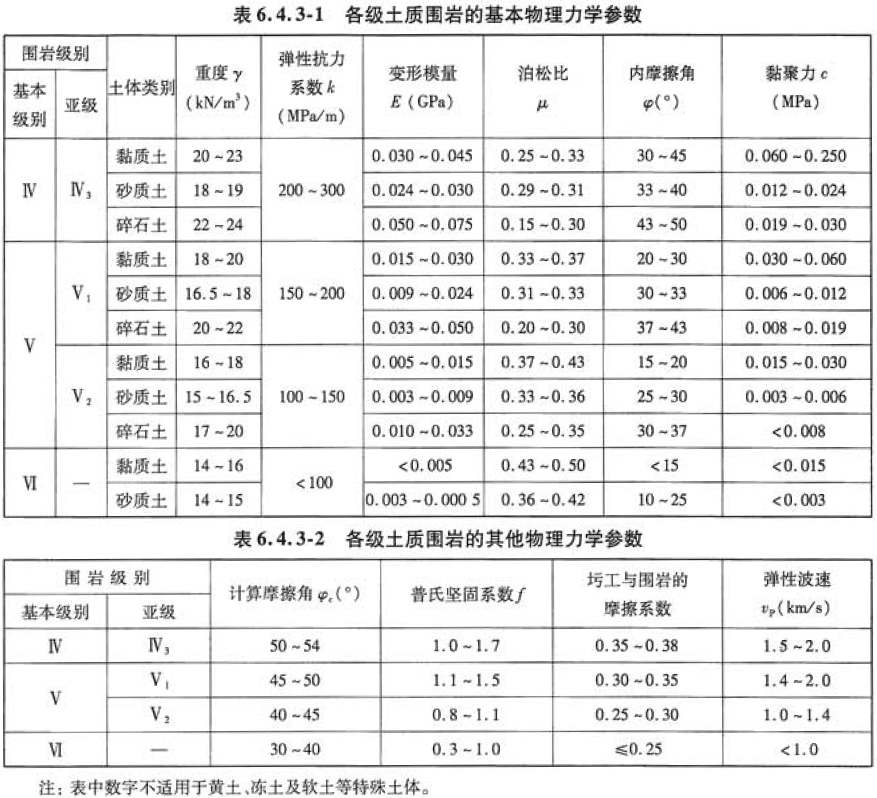 表6.4.3-1 各级土质围岩的基本物理力学参数
围岩级别 土体类别 重度 γ (kN/m³) 弹性抗力系数 k (MPa/m) 变形模量 E (GPa) 泊松比 μ 内摩擦角 φ(°) 黏聚力 c (MPa)
基本级别 亚级
Ⅳ Ⅳ₃ 黏质土 20~23 200~300 0.030~0.045 0.25~0.33 30~45 0.060~0.250
砂质土 18~19 0.024~0.030 0.29~0.31 33~40 0.012~0.024
碎石土 22~24 0.050~0.075 0.15~0.30 43~50 0.019~0.030
Ⅴ Ⅴ₁ 黏质土 18~20 150~200 0.015~0.030 0.33~0.37 20~30 0.030~0.060
砂质土 16.5~18 0.009~0.024 0.31~0.33 30~33 0.006~0.012
碎石土 20~22 0.033~0.050 0.20~0.30 37~43 0.008~0.019
Ⅴ₂ 黏质土 16~18 100~150 0.005~0.015 0.37~0.43 15~20 0.015~0.030
砂质土 15~16.5 0.003~0.009 0.33~0.36 25~30 0.003~0.006
碎石土 17~20 0.010~0.033 0.25~0.35 30~37 <0.008
Ⅵ — 黏质土 14~16 <100 <0.005 0.43~0.50 <15 <0.015
砂质土 14~15 0.003~0.000 5 0.36~0.42 10~25 <0.003
表6.4.3-2 各级土质围岩的其他物理力学参数
围岩级别 计算摩擦角 φc(°) 普氏坚固系数 f 圬工与围岩的摩擦系数 弹性波速 vP(km/s)
基本级别 亚级
Ⅳ Ⅳ₃ 50~54 1.0~1.7 0.35~0.38 1.5~2.0
Ⅴ Ⅴ₁ 45~50 1.1~1.5 0.30~0.35 1.4~2.0
Ⅴ₂ 40~45 0.8~1.1 0.25~0.30 1.0~1.4
Ⅵ — 30~40 0.3~1.0 ≤0.25 <1.0
注：表中数字不适用于黄土、冻土及软土等特殊土体。